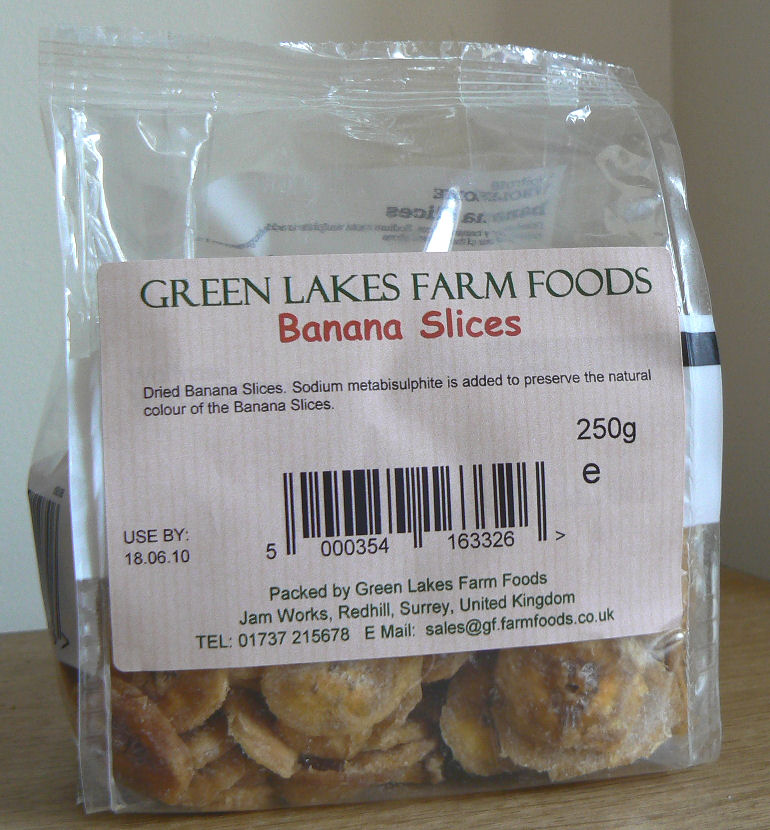 GREEN LAKES FARM FOODS
Banana Slices
Dried Banana Slices. Sodium metabisulphite is added to preserve the natural
colour of the Banana Slices.
250g
e
USE BY:
18.06.10
5 000354 163326 >
Packed by Green Lakes Farm Foods
Jam Works, Redhill, Surrey, United Kingdom
TEL: 01737 215678 E Mail: sales@gf.farmfoods.co.uk